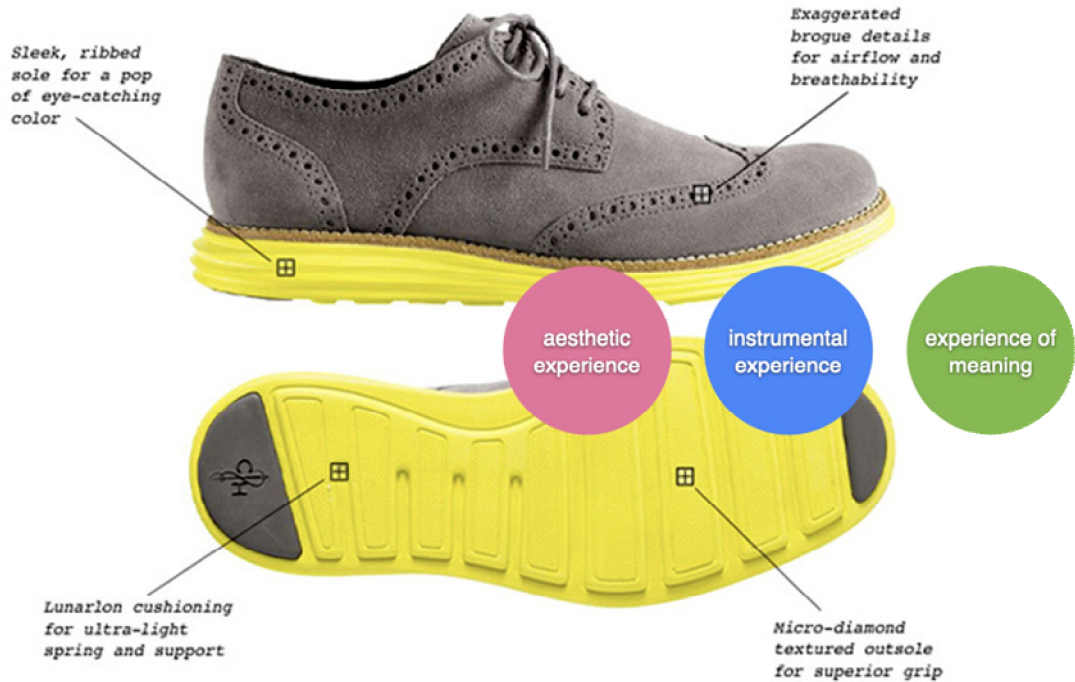 Sleek, ribbed
sole for a pop
of eye-catching
color
Exaggerated
brogue details
for airflow and
breathability
aesthetic
experience
instrumental
experience
experience of
meaning
CH
Lunarlon cushioning
for ultra-light
spring and support
Micro-diamond
textured outsole
for superior grip